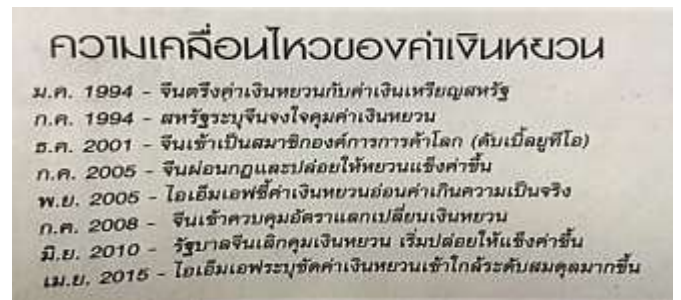 ความเคลื่อนไหวของค่าเงินหยวน
ม.ค. 1994 - จีนตรึงค่าเงินหยวนกับค่าเงินเหรียญสหรัฐ
ก.ค. 1994 - สหรัฐระบุจีนจงใจคุมค่าเงินหยวน
ธ.ค. 2001 - จีนเข้าเป็นสมาชิกองค์การการค้าโลก (ดับเบิ้ลยูทีโอ)
ก.ค. 2005 - จีนผ่อนกฎและปล่อยให้หยวนแข็งค่าขึ้น
พ.ย. 2005 - ไอเอ็มเอฟชี้ค่าเงินหยวนอ่อนค่าเกินความเป็นจริง
ก.ค. 2008 - จีนเข้าควบคุมอัตราแลกเปลี่ยนเงินหยวน
มิ.ย. 2010 - รัฐบาลจีนเลิกคุมเงินหยวน เริ่มปล่อยให้แข็งค่าขึ้น
เม.ย. 2015 - ไอเอ็มเอฟระบุชัดค่าเงินหยวนเข้าใกล้ระดับสมดุลมากขึ้น